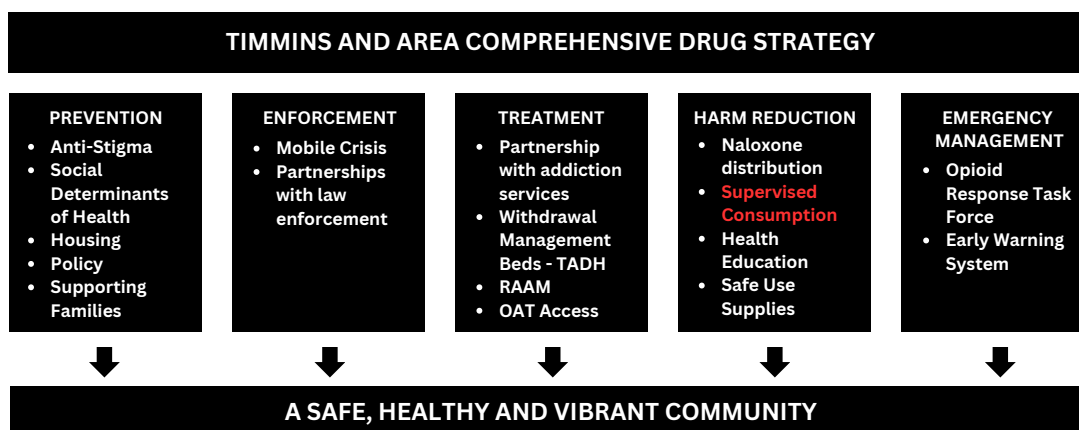 TIMMINS AND AREA COMPREHENSIVE DRUG STRATEGY
PREVENTION
• Anti-Stigma
• Social
Determinants
of Health
• Housing
• Policy
• Supporting
Families
ENFORCEMENT
• Mobile Crisis
• Partnerships
with law
enforcement
TREATMENT
• Partnership
with addiction
services
• Withdrawal
Management
Beds - TADH
• RAAM
• OAT Access
HARM REDUCTION
• Naloxone
distribution
• Supervised
Consumption
• Health
Education
• Safe Use
Supplies
EMERGENCY
MANAGEMENT
• Opioid
Response Task
Force
• Early Warning
System
A SAFE, HEALTHY AND VIBRANT COMMUNITY